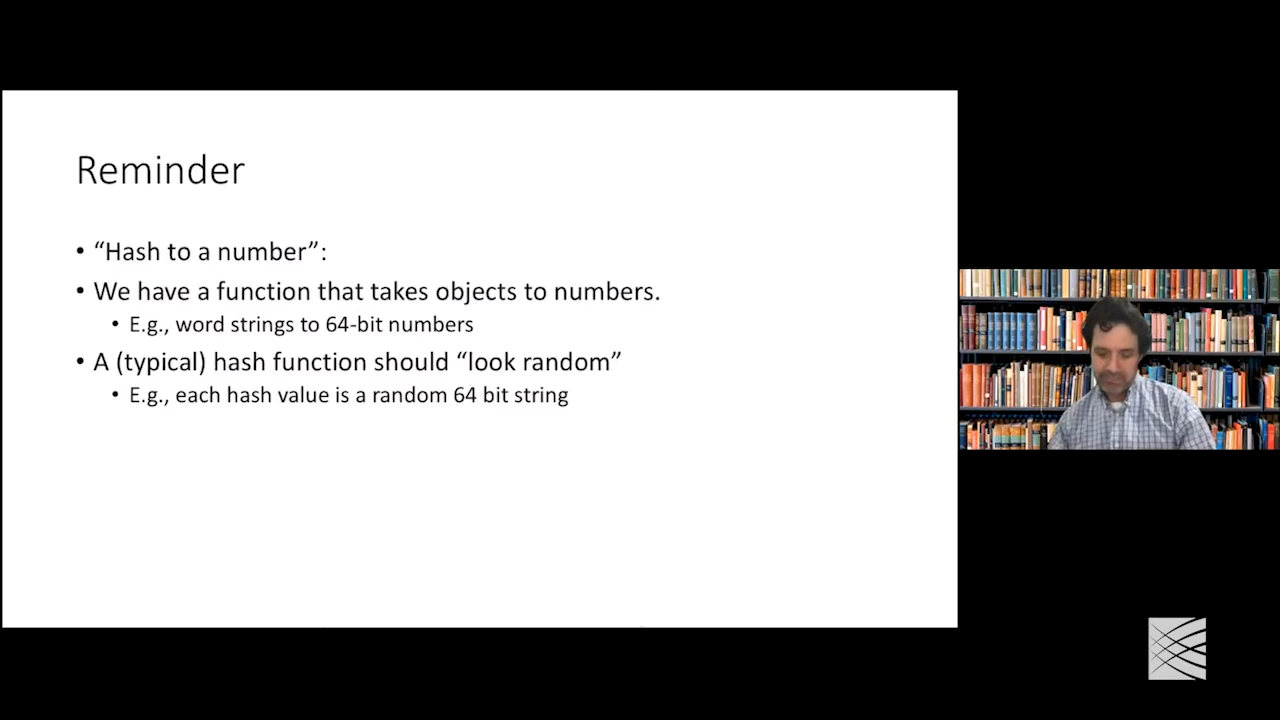 Reminder
• “Hash to a number”:
• We have a function that takes objects to numbers.
• E.g., word strings to 64-bit numbers
• A (typical) hash function should “look random”
• E.g., each hash value is a random 64 bit string